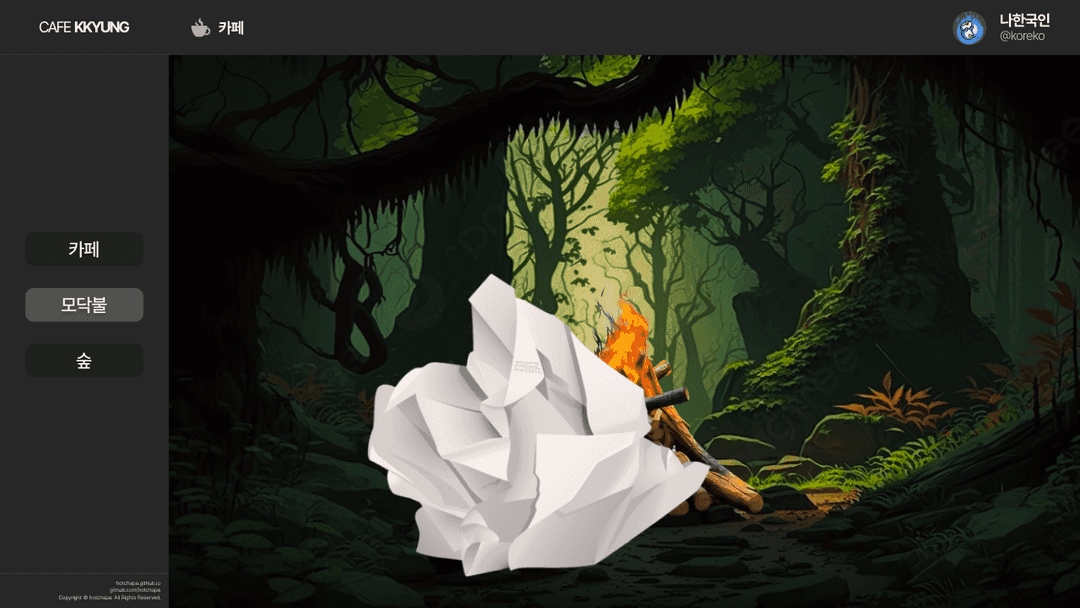 CAFE KKYUNG
카페
나한국인
@koreko
카페
모닥불
숲
hotchapa.github.io
github.com/hotchapa
Copyright © hotchapa. All Rights Reserved.